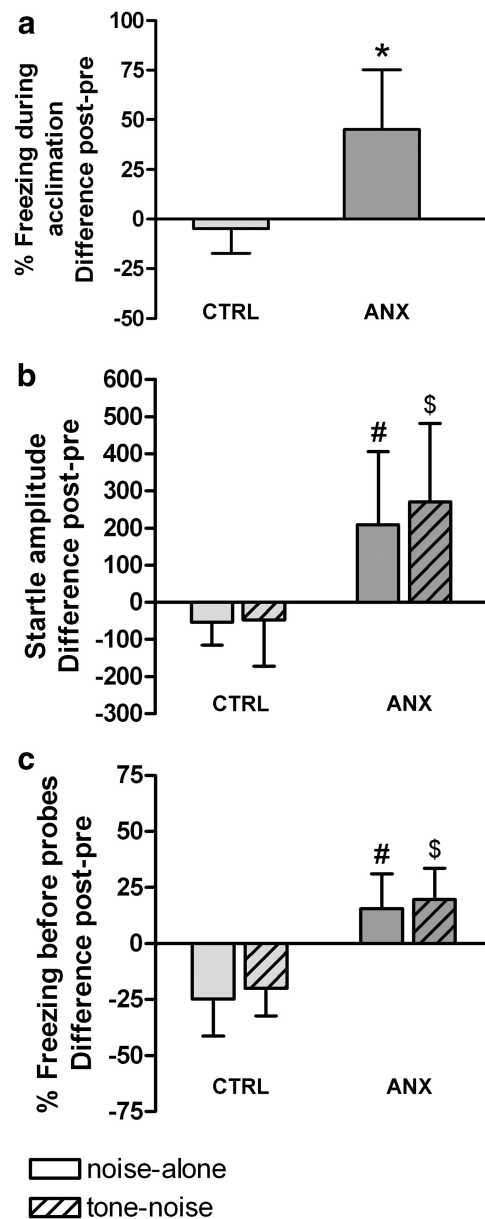 a
% Freezing during
acclimation
Difference post-pre
100
75
50
25
0
-25
-50
*
CTRL
ANX
b
Startle amplitude
Difference post-pre
600
500
400
300
200
100
0
-100
-200
-300
#
$
CTRL
ANX
c
% Freezing before probes
Difference post-pre
75
50
25
0
-25
-50
-75
#
$
CTRL
ANX
noise-alone
tone-noise